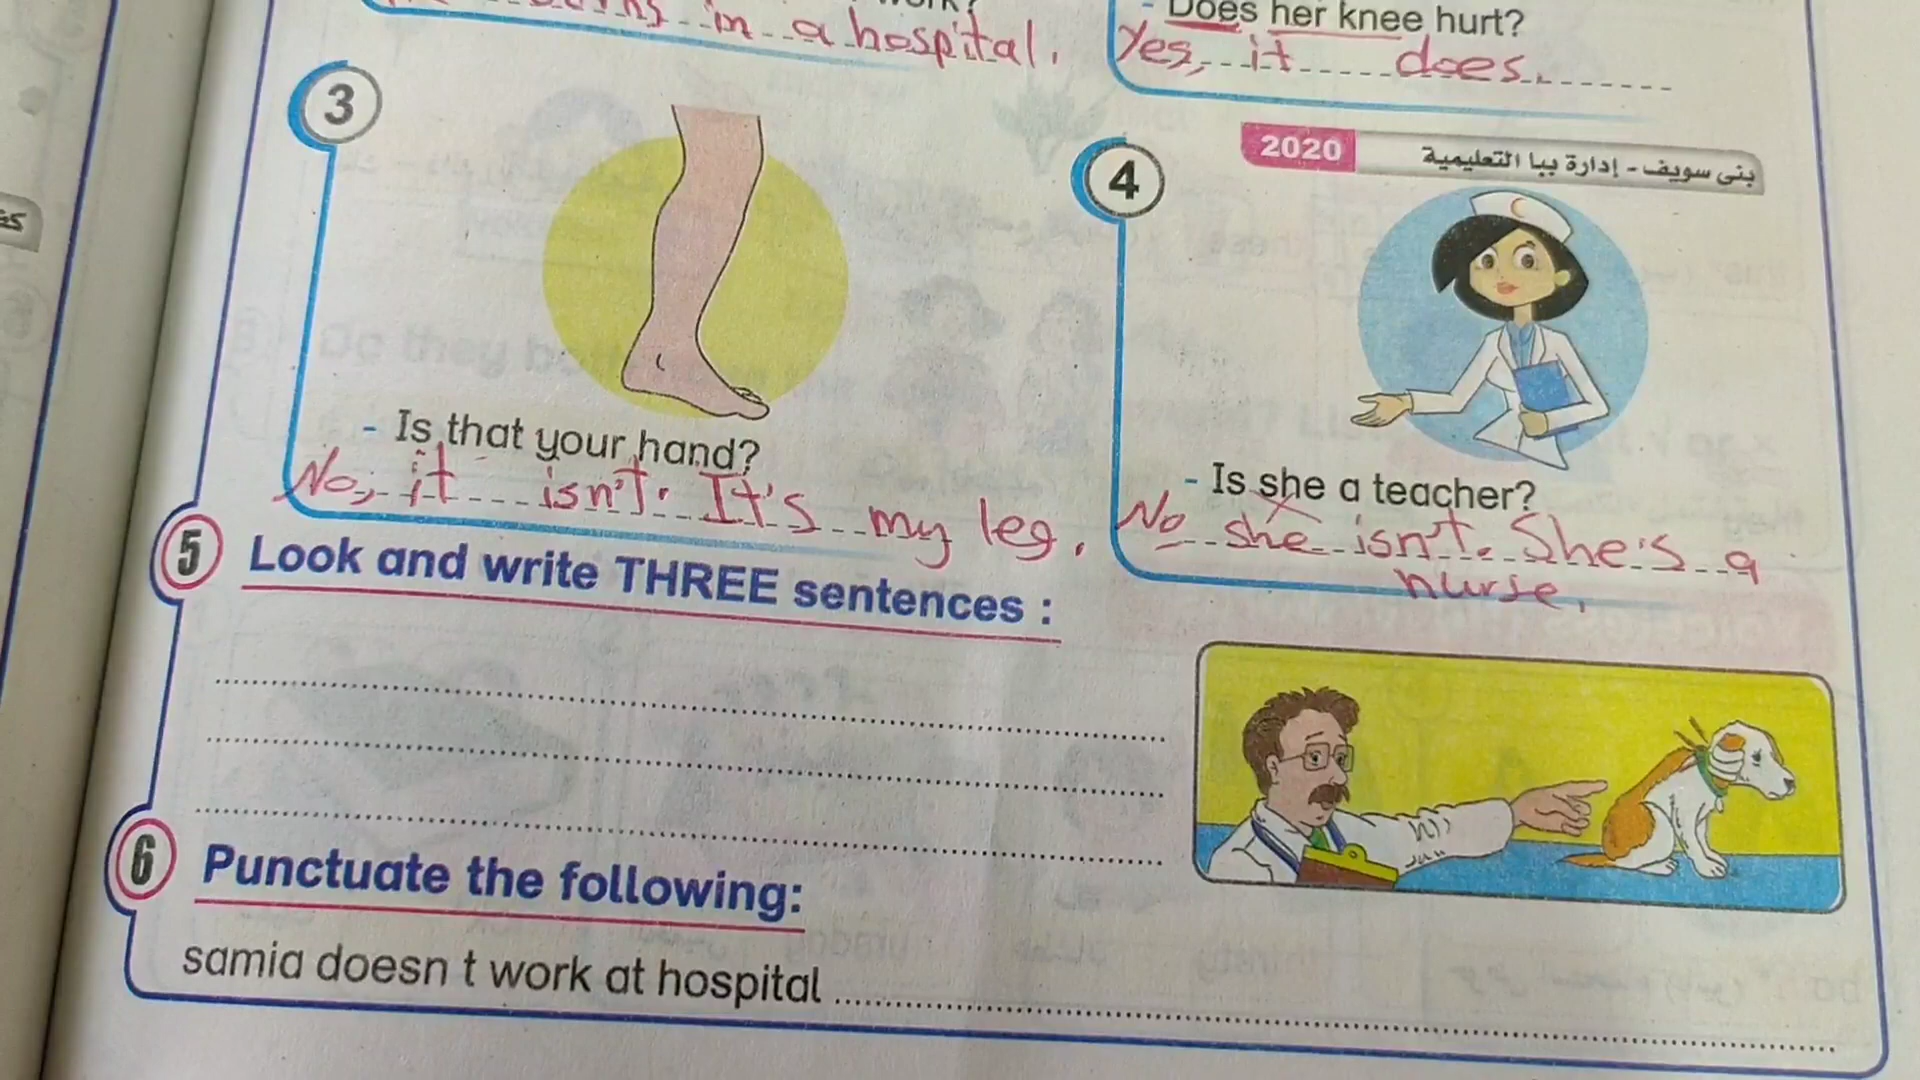 in a hospital.
- Does her knee hurt?
Yes, it does.
3
- Is that your hand?
No, it isn't. It's my leg.
2020 بنى سويف - إدارة ببا التعليمية
4
- Is she a teacher?
No she isn't. She's a
nurse.
5 Look and write THREE sentences :
6 Punctuate the following:
samia doesn t work at hospital